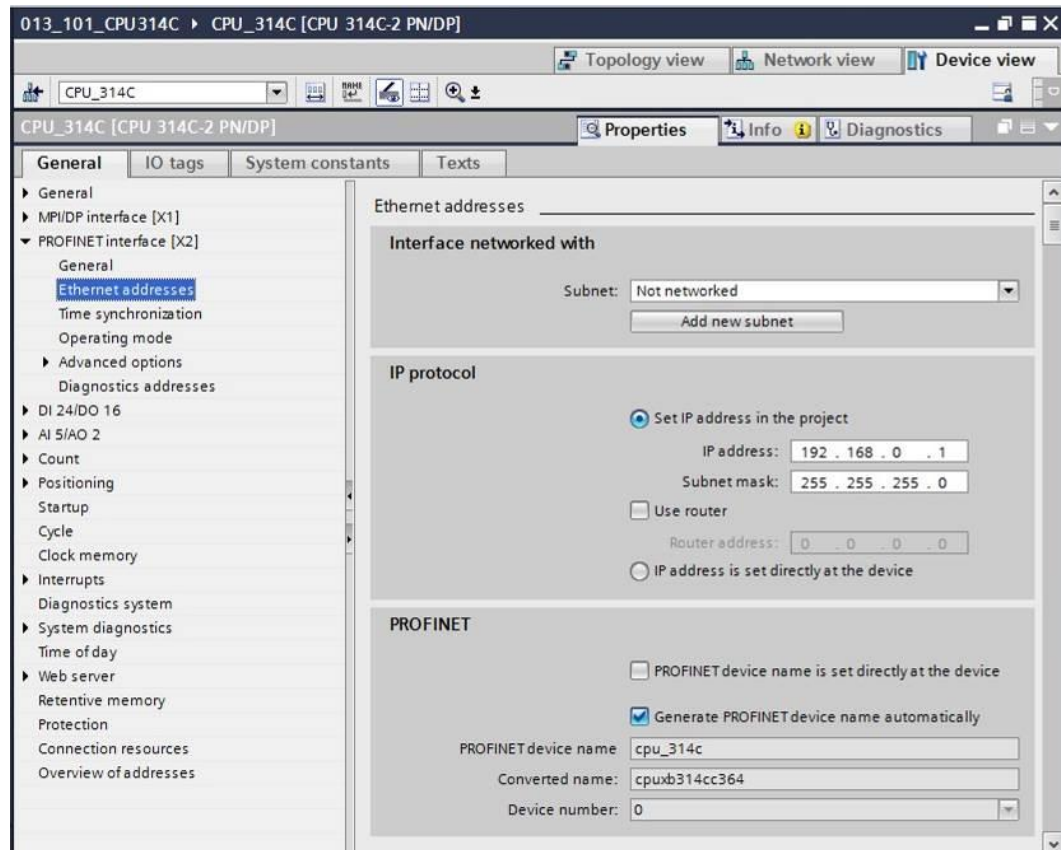 013_101_CPU314C ▸ CPU_314C [CPU 314C-2 PN/DP]
Topology view Network view Device view
CPU_314C
CPU_314C [CPU 314C-2 PN/DP] Properties Info Diagnostics
General IO tags System constants Texts
General
MPI/DP interface [X1]
PROFINET interface [X2]
General
Ethernet addresses
Time synchronization
Operating mode
Advanced options
Diagnostics addresses
DI 24/DO 16
AI 5/AO 2
Count
Positioning
Startup
Cycle
Clock memory
Interrupts
Diagnostics system
System diagnostics
Time of day
Web server
Retentive memory
Protection
Connection resources
Overview of addresses
Ethernet addresses
Interface networked with
Subnet: Not networked
Add new subnet
IP protocol
Set IP address in the project
IP address: 192 . 168 . 0 . 1
Subnet mask: 255 . 255 . 255 . 0
Use router
Router address: 0 . 0 . 0 . 0
IP address is set directly at the device
PROFINET
PROFINET device name is set directly at the device
Generate PROFINET device name automatically
PROFINET device name cpu_314c
Converted name: cpuxb314cc364
Device number: 0